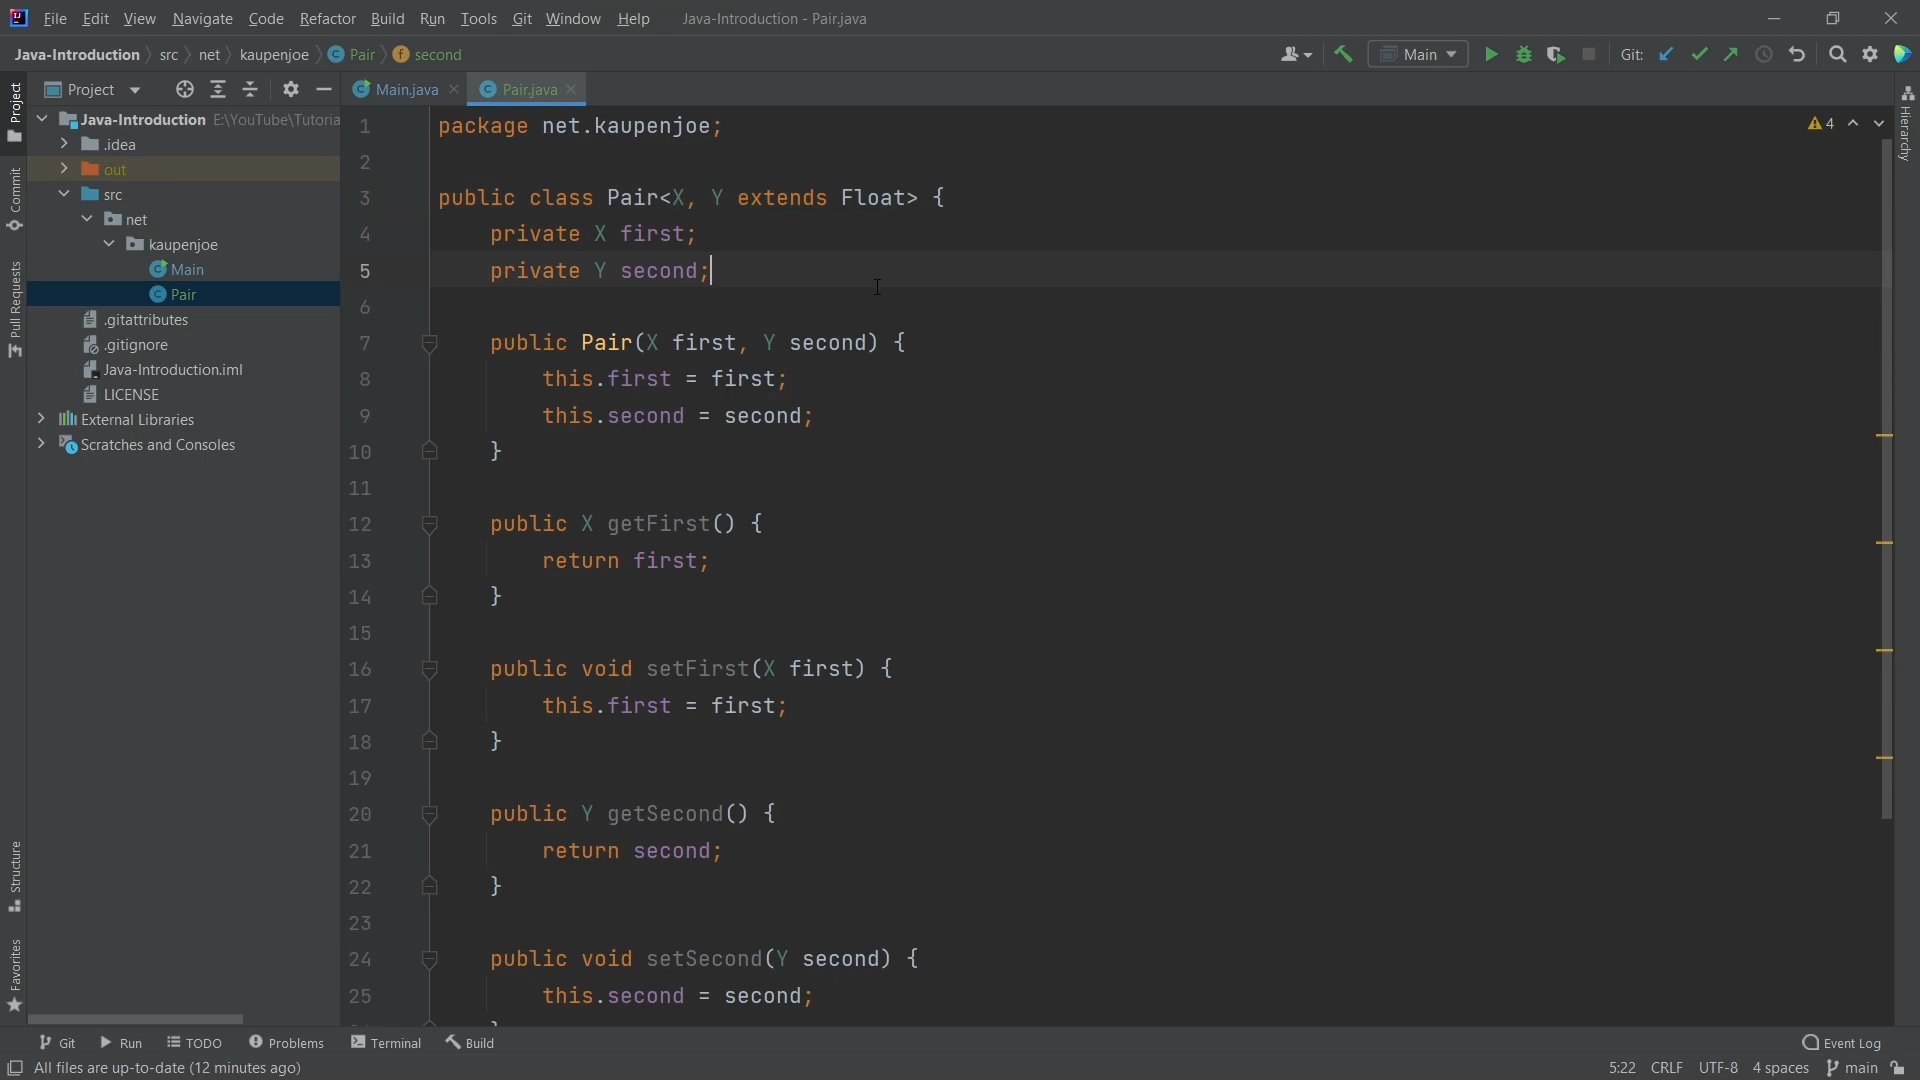 File Edit View Navigate Code Refactor Build Run Tools Git Window Help Java-Introduction - Pair.java
Java-Introduction src net kaupenjoe Pair second Main Git:
Project Main.java Pair.java
Java-Introduction E:\YouTube\Tutoria
.idea
out
src
net
kaupenjoe
Main
Pair
.gitattributes
.gitignore
Java-Introduction.iml
LICENSE
External Libraries
Scratches and Consoles
Project
Commit
Pull Requests
Structure
Favorites
4
Hierarchy
1 package net.kaupenjoe;
2
3 public class Pair<X, Y extends Float> {
4 private X first;
5 private Y second;
6
7 public Pair(X first, Y second) {
8 this.first = first;
9 this.second = second;
10 }
11
12 public X getFirst() {
13 return first;
14 }
15
16 public void setFirst(X first) {
17 this.first = first;
18 }
19
20 public Y getSecond() {
21 return second;
22 }
23
24 public void setSecond(Y second) {
25 this.second = second;
Git Run TODO Problems Terminal Build Event Log
All files are up-to-date (12 minutes ago) 5:22 CRLF UTF-8 4 spaces main